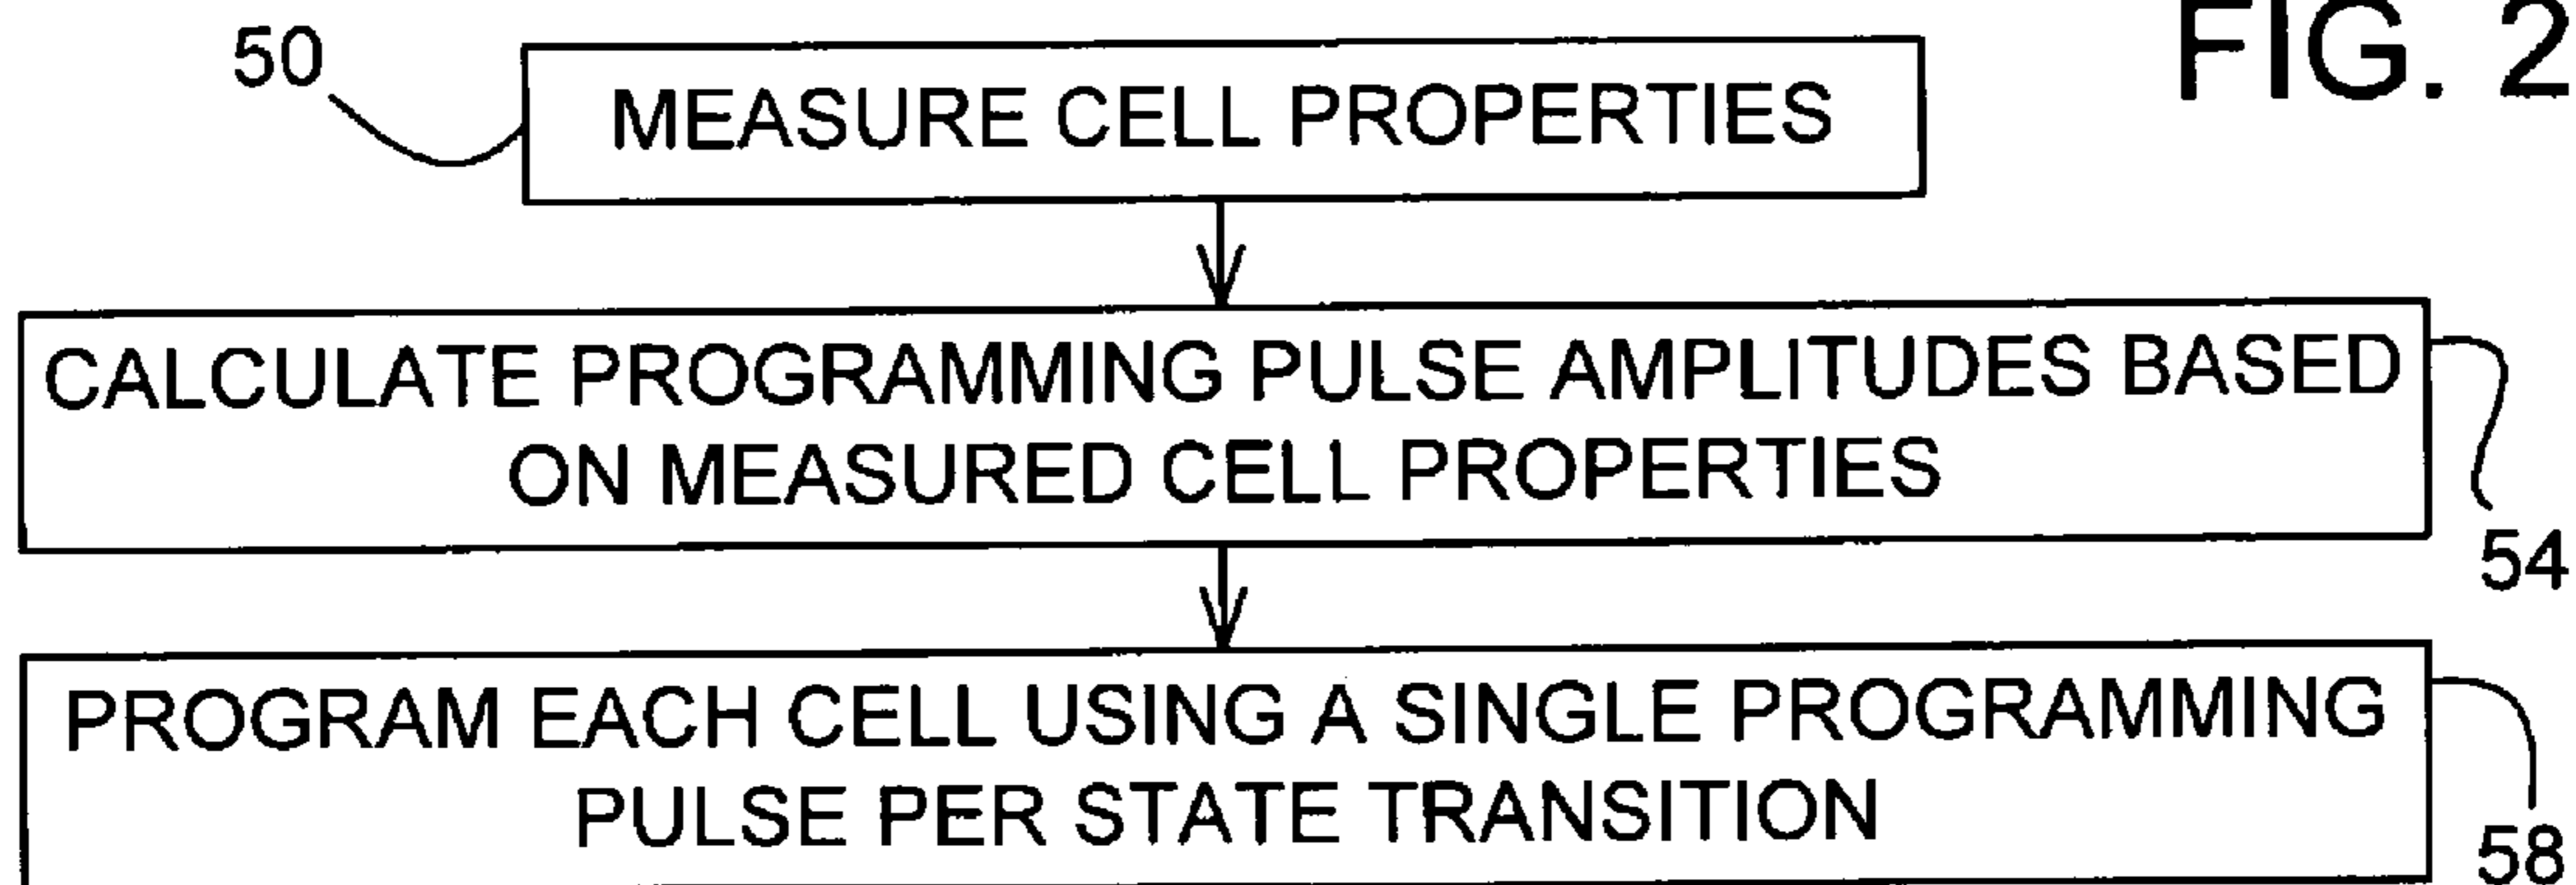 FIG. 2
50
MEASURE CELL PROPERTIES
CALCULATE PROGRAMMING PULSE AMPLITUDES BASED
ON MEASURED CELL PROPERTIES
54
PROGRAM EACH CELL USING A SINGLE PROGRAMMING
PULSE PER STATE TRANSITION
58